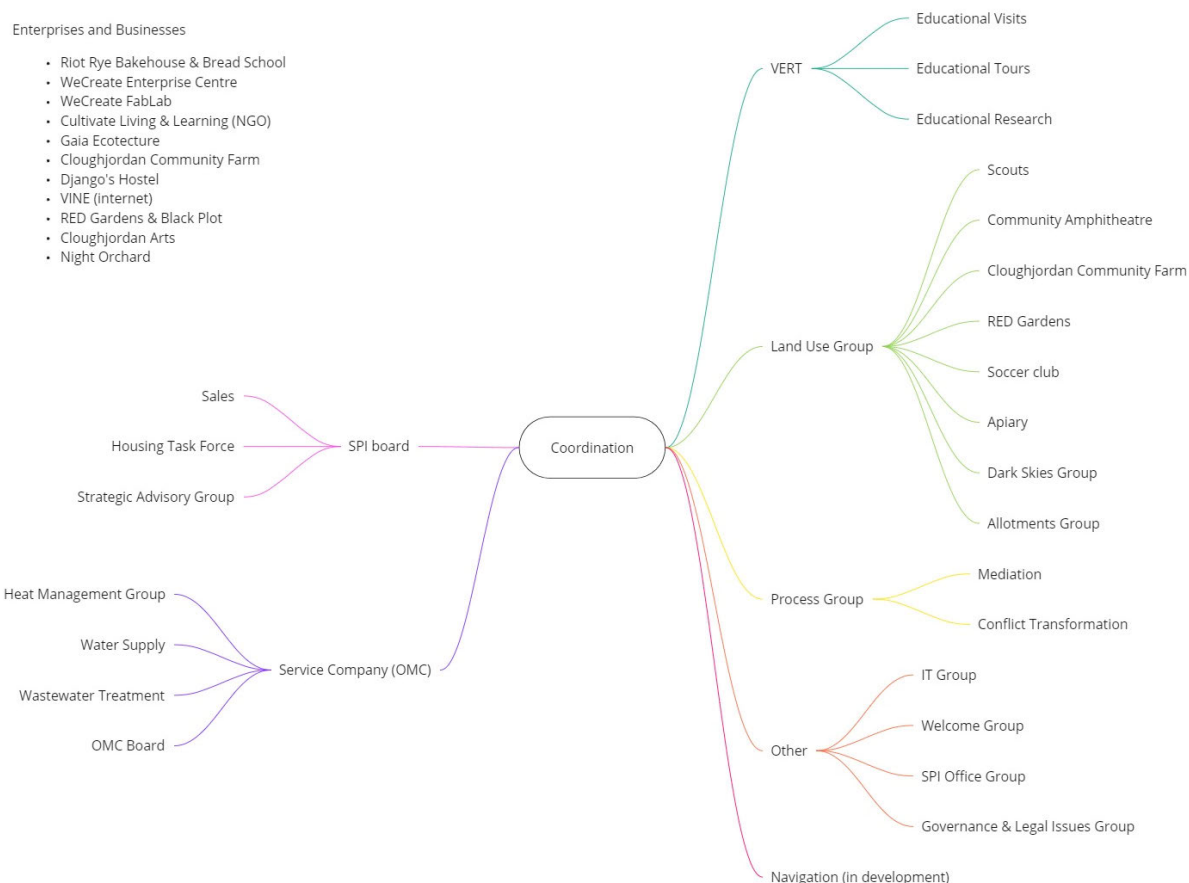 Enterprises and Businesses
• Riot Rye Bakehouse & Bread School
• WeCreate Enterprise Centre
• WeCreate FabLab
• Cultivate Living & Learning (NGO)
• Gaia Ecotecture
• Cloughjordan Community Farm
• Django's Hostel
• VINE (internet)
• RED Gardens & Black Plot
• Cloughjordan Arts
• Night Orchard
Coordination
SPI board
Sales
Housing Task Force
Strategic Advisory Group
Service Company (OMC)
Heat Management Group
Water Supply
Wastewater Treatment
OMC Board
VERT
Educational Visits
Educational Tours
Educational Research
Land Use Group
Scouts
Community Amphitheatre
Cloughjordan Community Farm
RED Gardens
Soccer club
Apiary
Dark Skies Group
Allotments Group
Process Group
Mediation
Conflict Transformation
Other
IT Group
Welcome Group
SPI Office Group
Governance & Legal Issues Group
Navigation (in development)